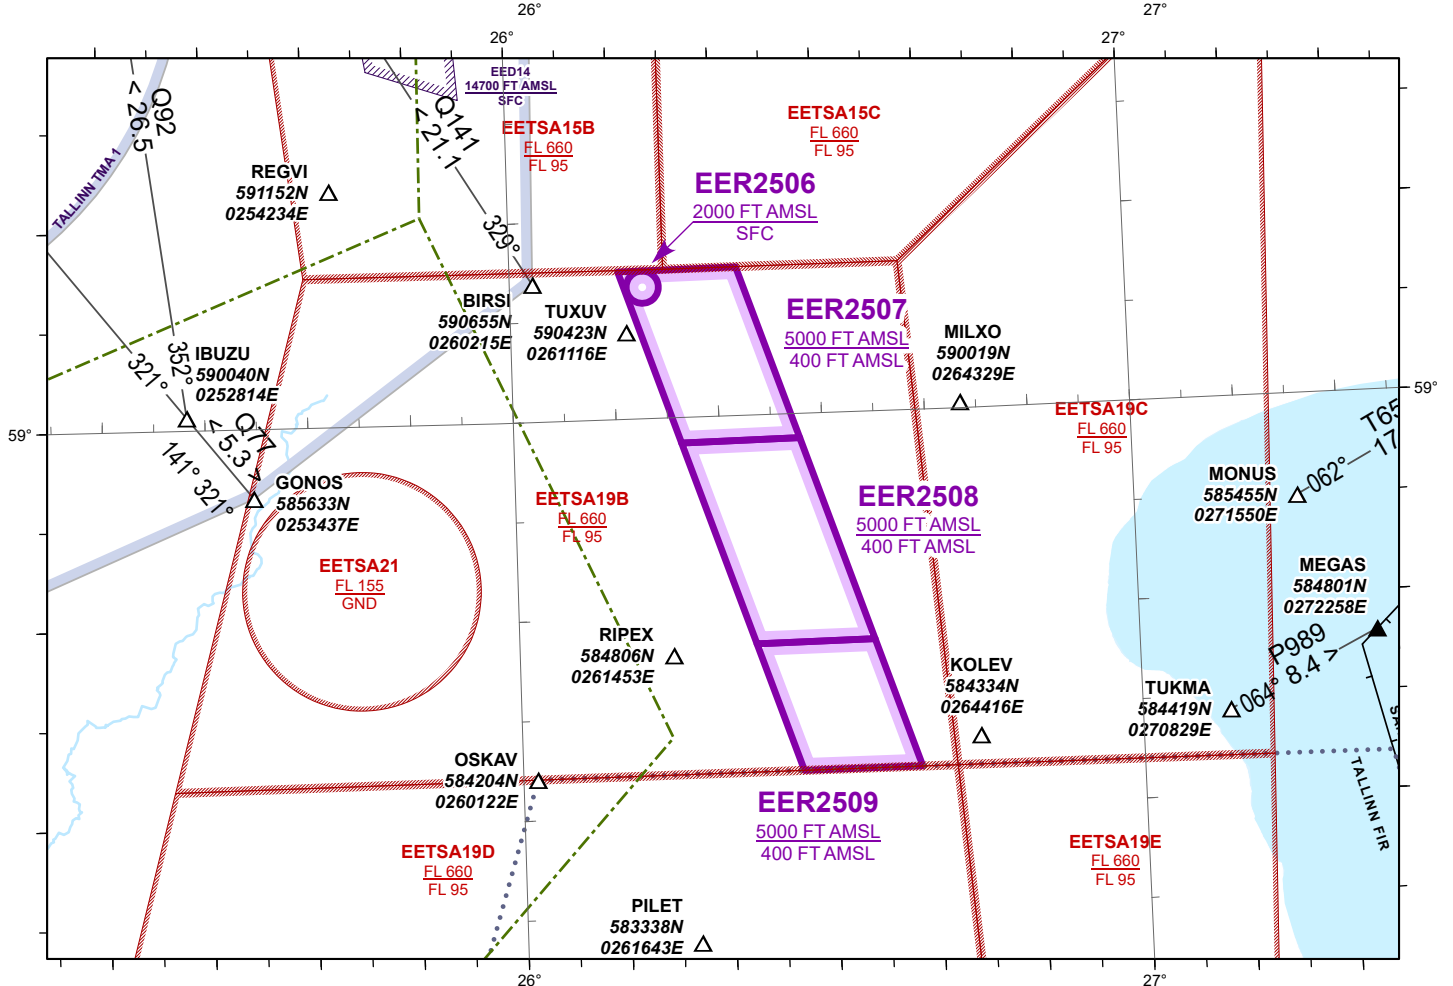 26°
27°
EED14
14700 FT AMSL
SFC
Q92
< 26.5
Q141
< 21.1
EETSA15B
FL 660
FL 95
EETSA15C
FL 660
FL 95
TALLINN TMA 1
REGVI
591152N
0254234E
EER2506
2000 FT AMSL
SFC
329°
BIRSI
590655N
0260215E
TUXUV
590423N
0261116E
EER2507
5000 FT AMSL
400 FT AMSL
MILXO
590019N
0264329E
352°
321°
IBUZU
590040N
0252814E
59°
59°
Q77
< 5.3 >
141°
321°
EETSA19C
FL 660
FL 95
T65
17
062°
MONUS
585455N
0271550E
GONOS
585633N
0253437E
EETSA19B
FL 660
FL 95
EER2508
5000 FT AMSL
400 FT AMSL
EETSA21
FL 155
GND
MEGAS
584801N
0272258E
P989
8.4 >
064°
RIPEX
584806N
0261453E
KOLEV
584334N
0264416E
TUKMA
584419N
0270829E
OSKAV
584204N
0260122E
TALLINN FIR
EER2509
5000 FT AMSL
400 FT AMSL
EETSA19D
FL 660
FL 95
EETSA19E
FL 660
FL 95
PILET
583338N
0261643E
26°
27°